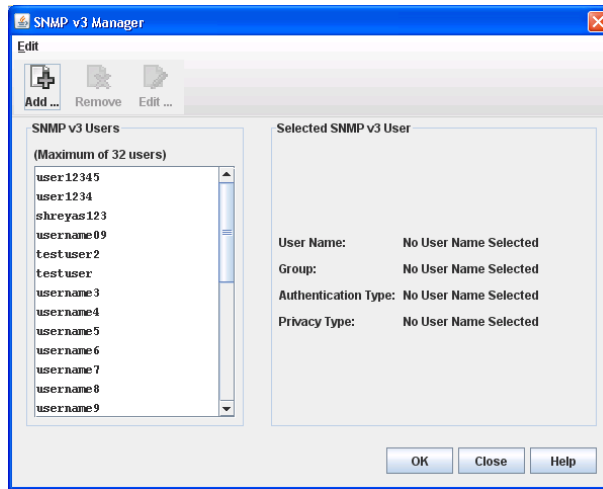 SNMP v3 Manager
Edit
Add ... Remove Edit ...
SNMP v3 Users
(Maximum of 32 users)
user12345
user1234
shreyas123
username09
testuser2
testuser
username3
username4
username5
username6
username7
username8
username9
Selected SNMP v3 User
User Name: No User Name Selected
Group: No User Name Selected
Authentication Type: No User Name Selected
Privacy Type: No User Name Selected
OK Close Help